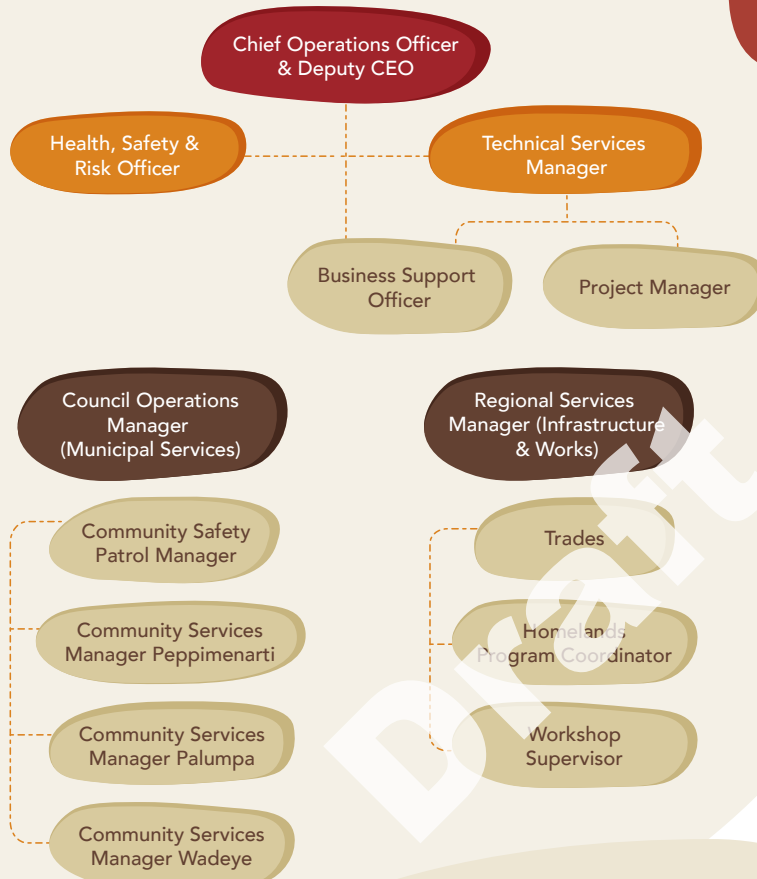 Chief Operations Officer
& Deputy CEO
Health, Safety &
Risk Officer
Technical Services
Manager
Business Support
Officer
Project Manager
Council Operations
Manager
(Municipal Services)
Regional Services
Manager (Infrastructure
& Works)
Community Safety
Patrol Manager
Trades
Community Services
Manager Peppimenarti
Homelands
Program Coordinator
Community Services
Manager Palumpa
Workshop
Supervisor
Community Services
Manager Wadeye
Draft